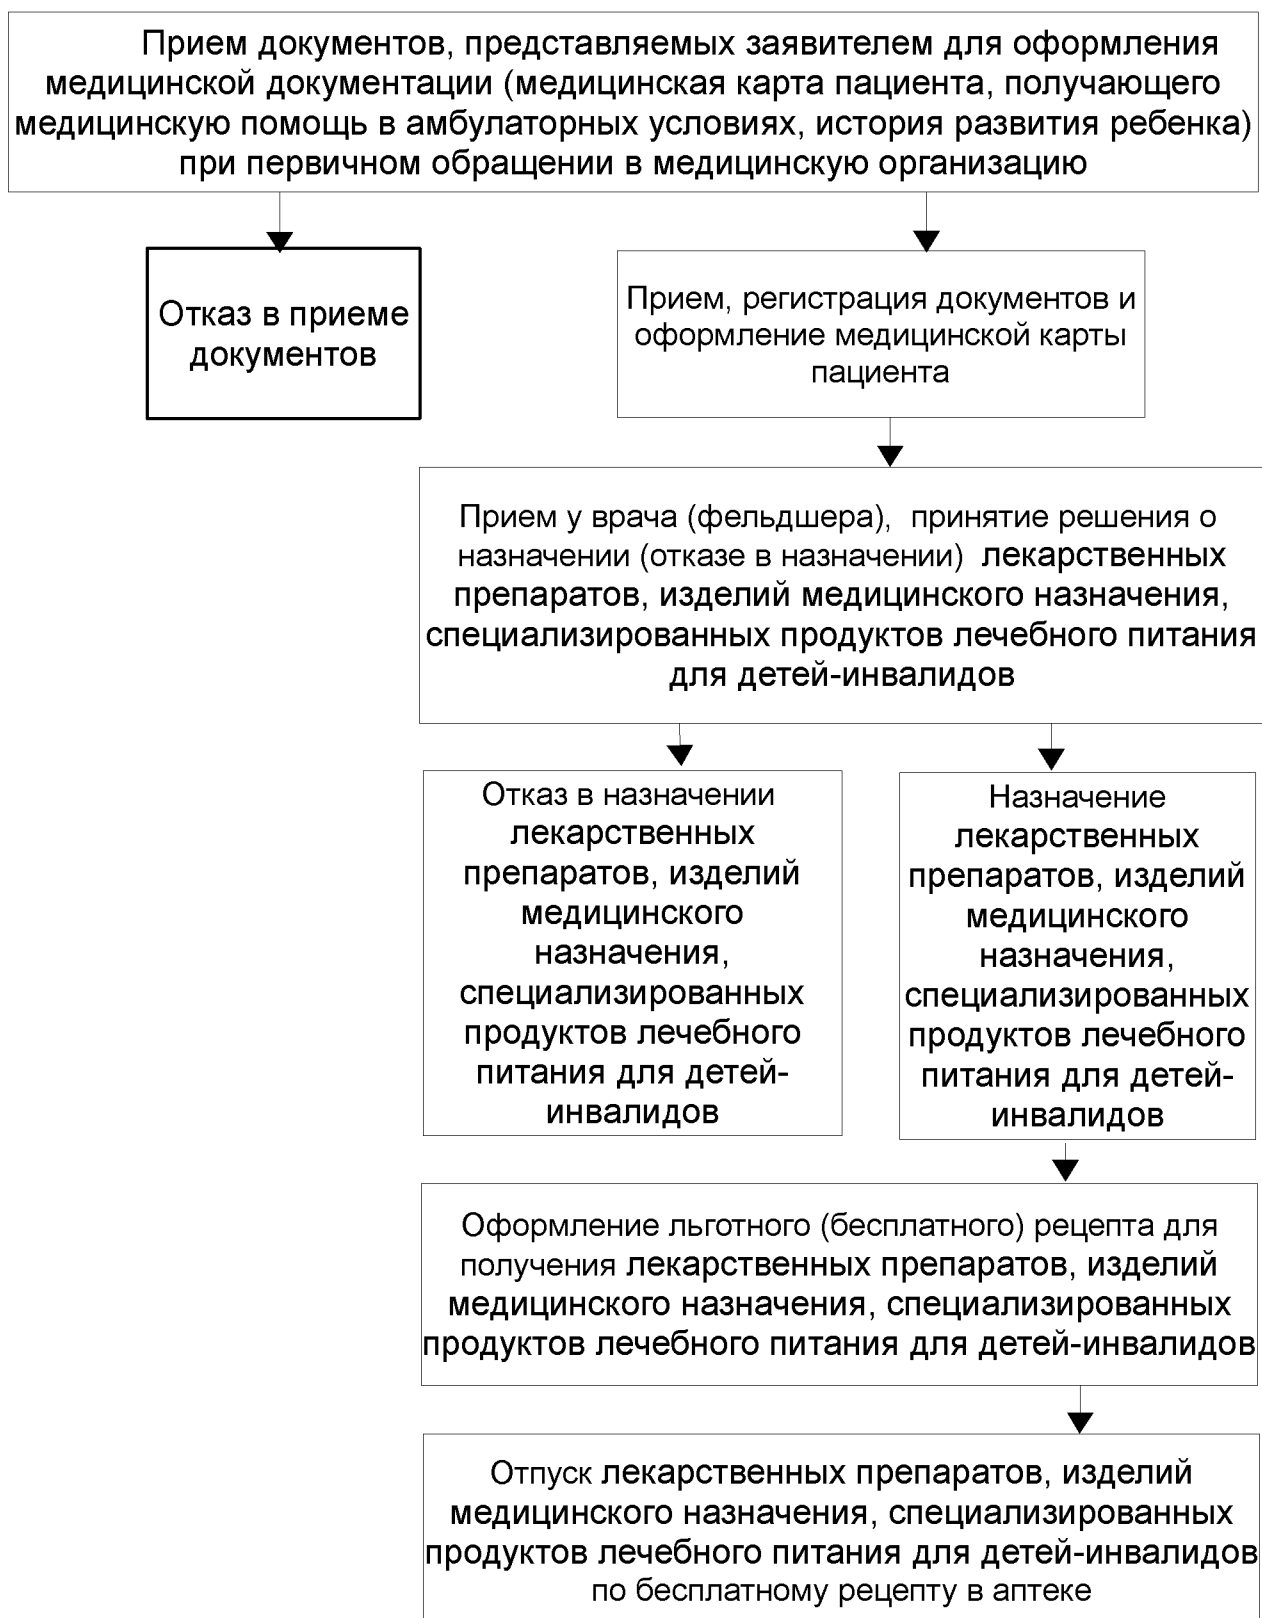 Прием документов, представляемых заявителем для оформления
медицинской документации (медицинская карта пациента, получающего
медицинскую помощь в амбулаторных условиях, история развития ребенка)
при первичном обращении в медицинскую организацию
Отказ в приеме
документов
Прием, регистрация документов и
оформление медицинской карты
пациента
Прием у врача (фельдшера), принятие решения о
назначении (отказе в назначении) лекарственных
препаратов, изделий медицинского назначения,
специализированных продуктов лечебного питания
для детей-инвалидов
Отказ в назначении
лекарственных
препаратов, изделий
медицинского
назначения,
специализированных
продуктов лечебного
питания для детей-
инвалидов
Назначение
лекарственных
препаратов, изделий
медицинского
назначения,
специализированных
продуктов лечебного
питания для детей-
инвалидов
Оформление льготного (бесплатного) рецепта для
получения лекарственных препаратов, изделий
медицинского назначения, специализированных
продуктов лечебного питания для детей-инвалидов
Отпуск лекарственных препаратов, изделий
медицинского назначения, специализированных
продуктов лечебного питания для детей-инвалидов
по бесплатному рецепту в аптеке